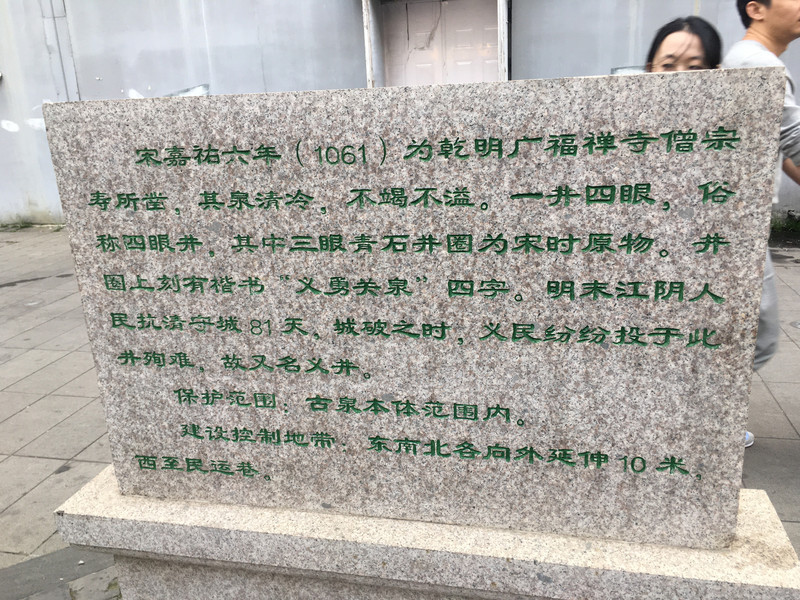 宋嘉祐六年（1061）为乾明广福禅寺僧宗
寿所凿，其泉清冷，不竭不溢。一井四眼，俗
称四眼井，其中三眼青石井圈为宋时原物。井
圈上刻有楷书“义勇关泉”四字。明末江阴人
民抗清守城81天，城破之时，义民纷纷投于此
井殉难，故又名义井。
保护范围：古泉本体范围内。
建设控制地带：东南北各向外延伸10米，
西至民运巷。